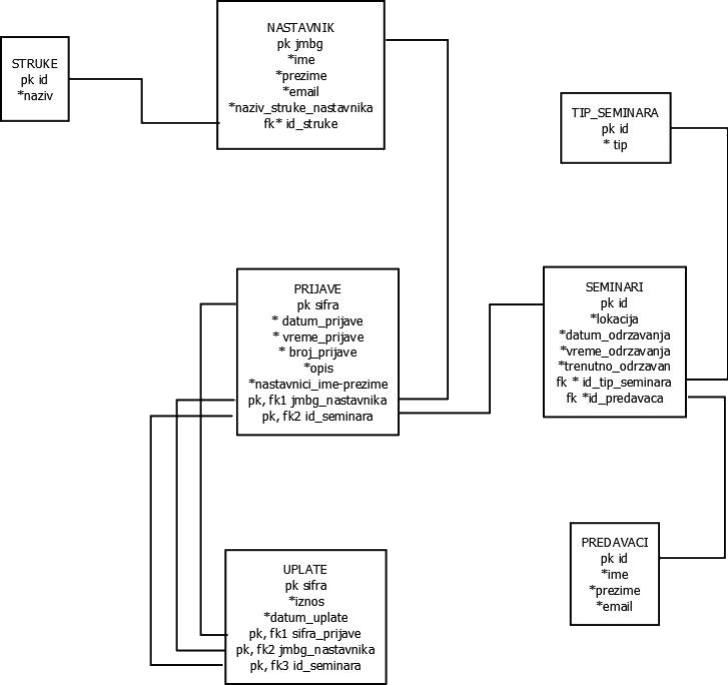 STRUKE
pk id
*naziv
NASTAVNIK
pk jmbg
*ime
*prezime
*email
*naziv_struke_nastavnika
fk* id_struke
TIP_SEMINARA
pk id
* tip
PRIJAVE
pk sifra
* datum_prijave
* vreme_prijave
* broj_prijave
*opis
*nastavnici_ime-prezime
pk, fk1 jmbg_nastavnika
pk, fk2 id_seminara
SEMINARI
pk id
*lokacija
*datum_odrzavanja
*vreme_odrzavanja
*trenutno_odrzavan
fk * id_tip_seminara
fk *id_predavaca
UPLATE
pk sifra
*iznos
*datum_uplate
pk, fk1 sifra_prijave
pk, fk2 jmbg_nastavnika
pk, fk3 id_seminara
PREDAVACI
pk id
*ime
*prezime
*email